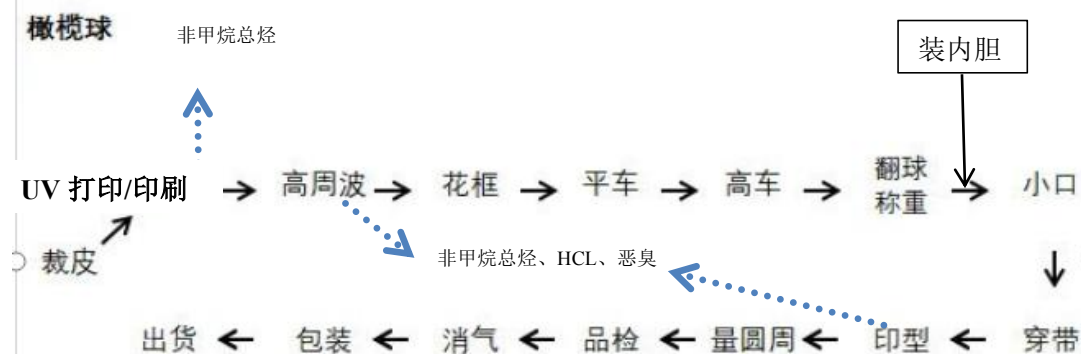 橄榄球
非甲烷总烃
装内胆
UV 打印/印刷
高周波
花框
平车
高车
翻球
称重
小口
裁皮
非甲烷总烃、HCL、恶臭
出货
包装
消气
品检
量圆周
印型
穿带